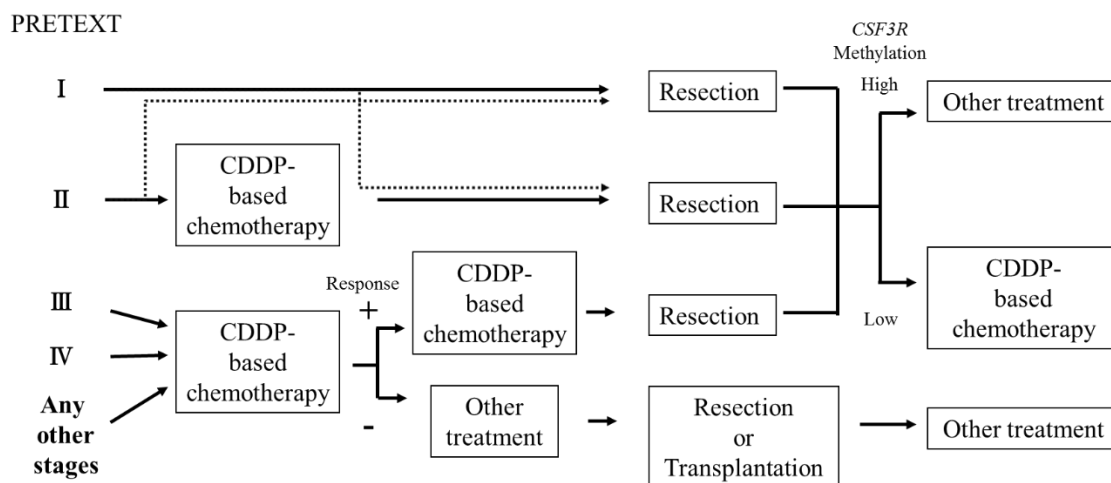 PRETEXT
CSF3R
Methylation
High
Low
I
Resection
Other treatment
II
CDDP-
based
chemotherapy
Resection
CDDP-
based
chemotherapy
III
IV
Any
other
stages
CDDP-
based
chemotherapy
Response
+
-
CDDP-
based
chemotherapy
Resection
Other
treatment
Resection
or
Transplantation
Other treatment